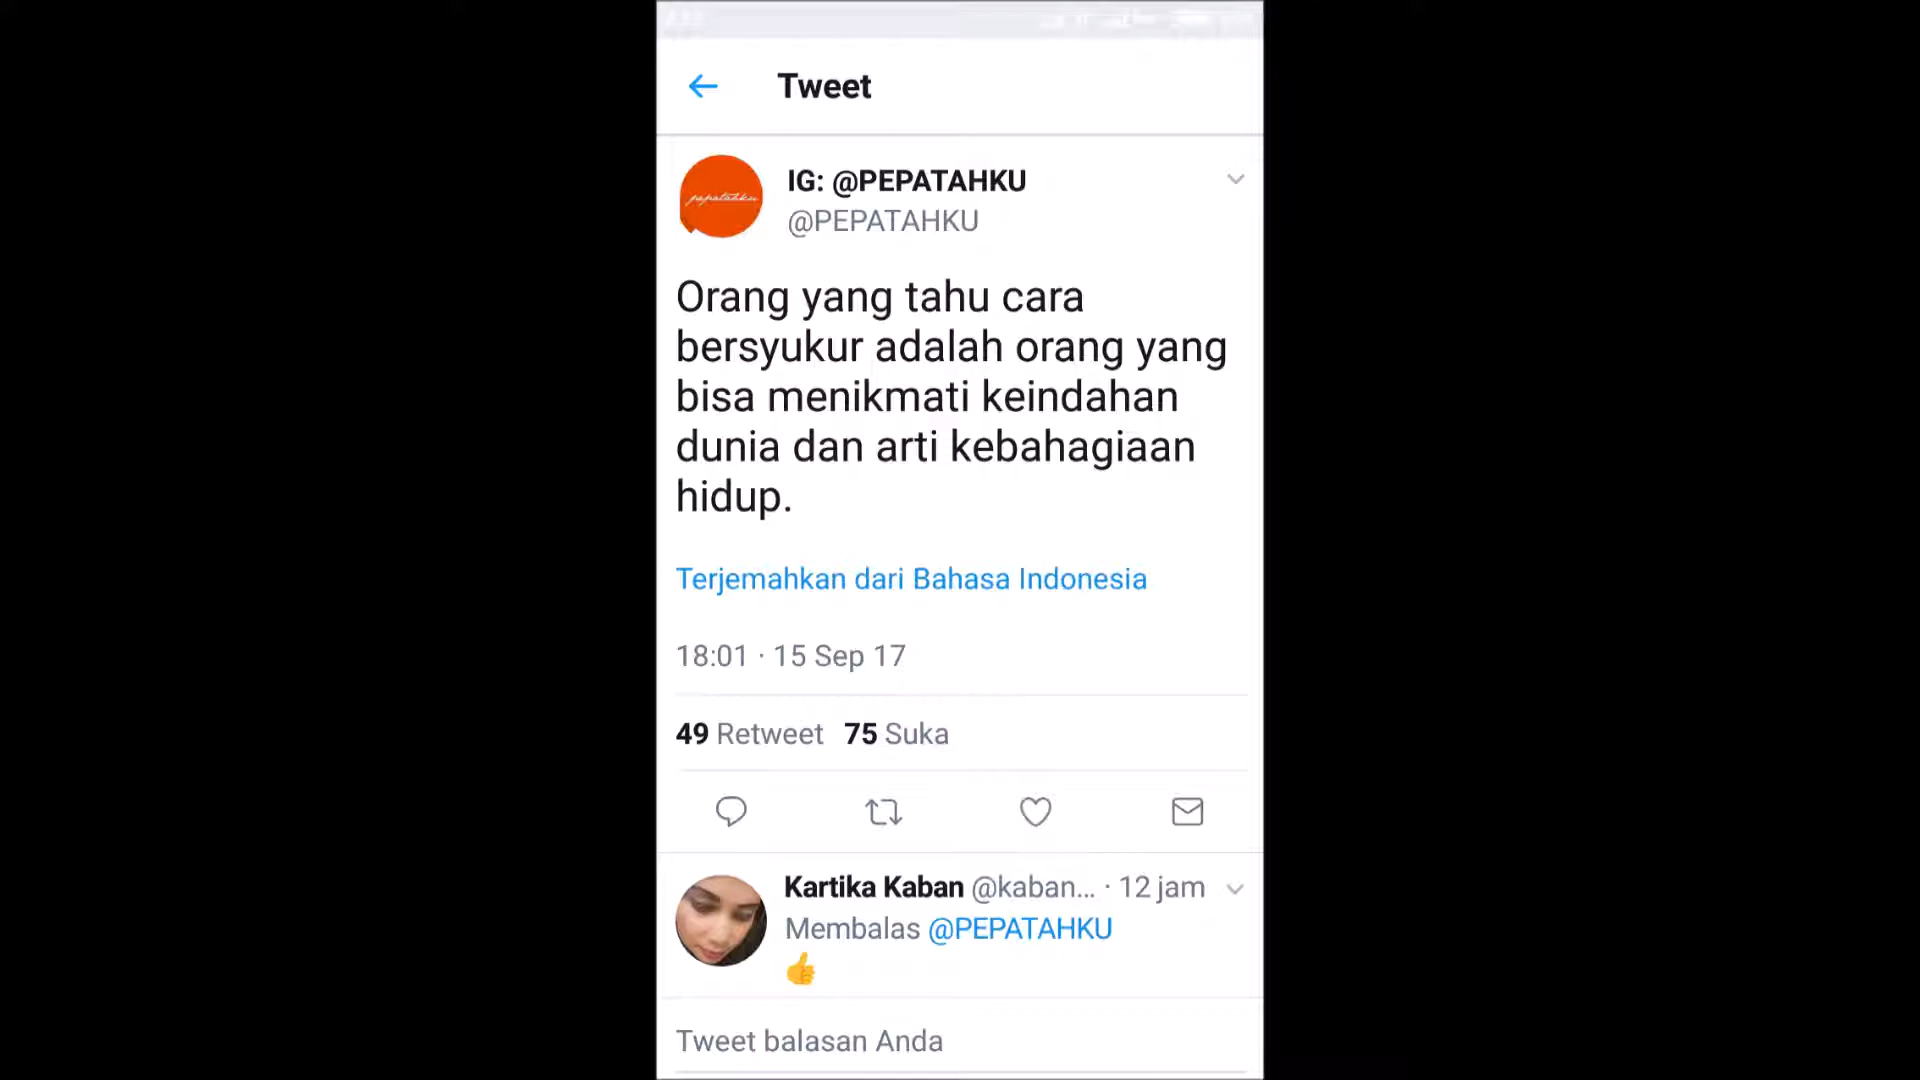 Tweet
pepatahku
IG: @PEPATAHKU
@PEPATAHKU
Orang yang tahu cara
bersyukur adalah orang yang
bisa menikmati keindahan
dunia dan arti kebahagiaan
hidup.
Terjemahkan dari Bahasa Indonesia
18:01 · 15 Sep 17
49 Retweet 75 Suka
Kartika Kaban @kaban... · 12 jam
Membalas @PEPATAHKU
Tweet balasan Anda